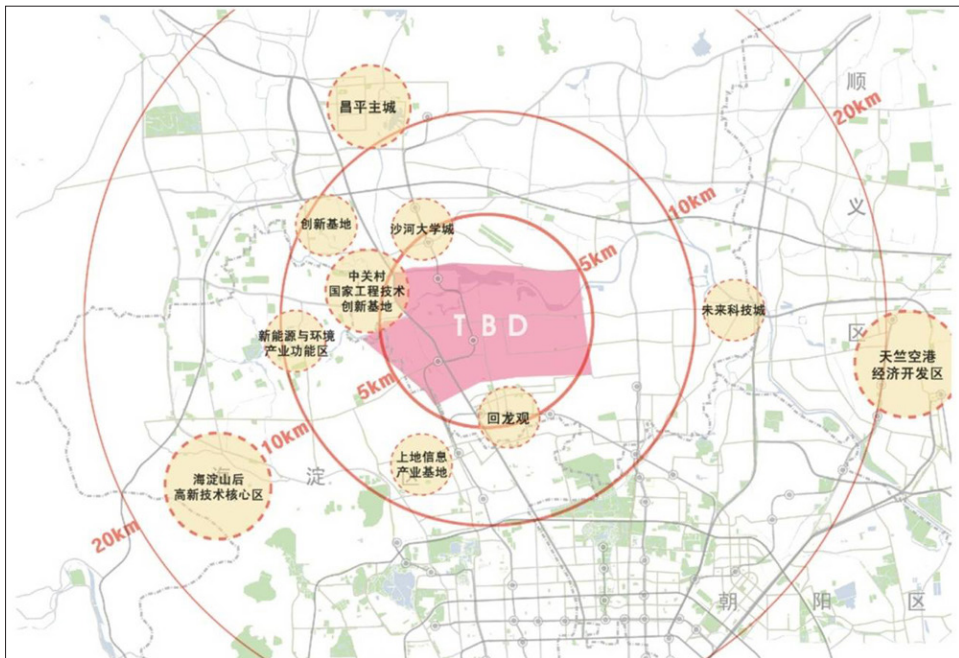 顺
20km
昌平主城
10km
义
创新基地
沙河大学城
5km
中关村
国家工程技术
创新基地
未来科技城
TBD
新能源与环境
产业功能区
区
天竺空港
经济开发区
5km
回龙观
10km
上地信息
产业基地
海 淀 区
海淀山后
高新技术核心区
20km
朝 阳 区